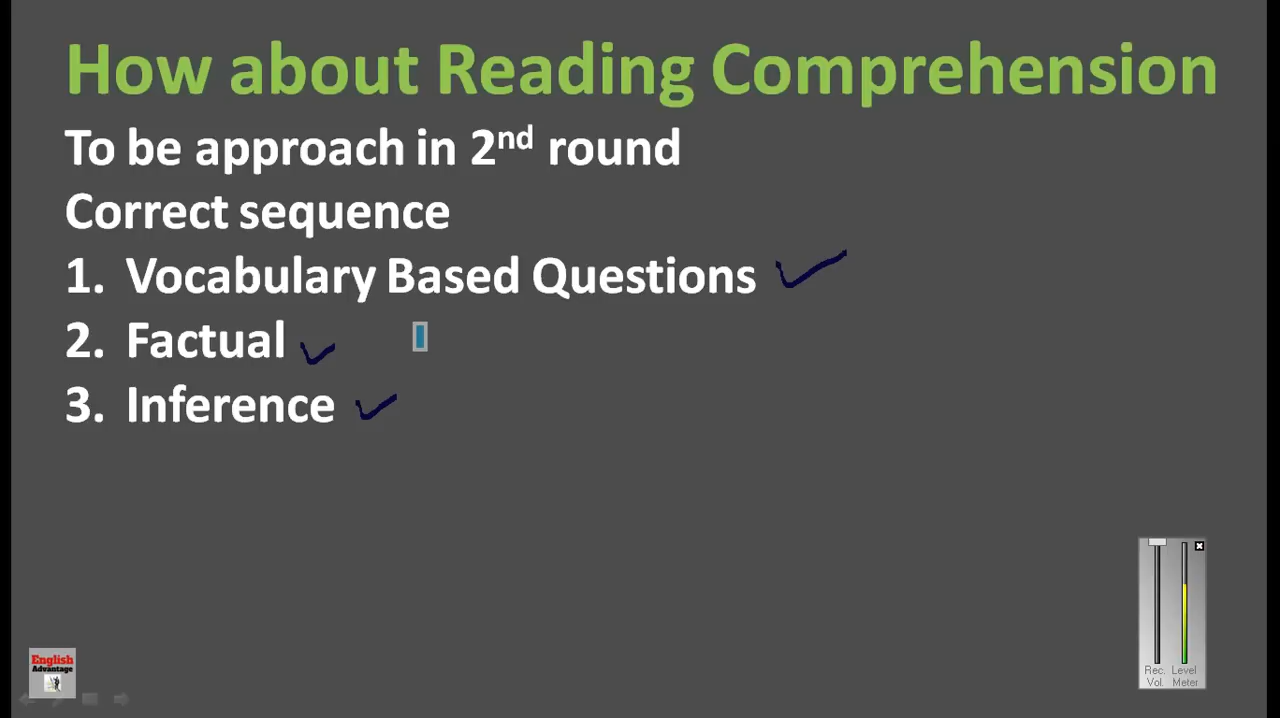 How about Reading Comprehension
To be approach in 2nd round
Correct sequence
1. Vocabulary Based Questions
2. Factual
3. Inference
Rec. Level
Vol. Meter
English
Advantage